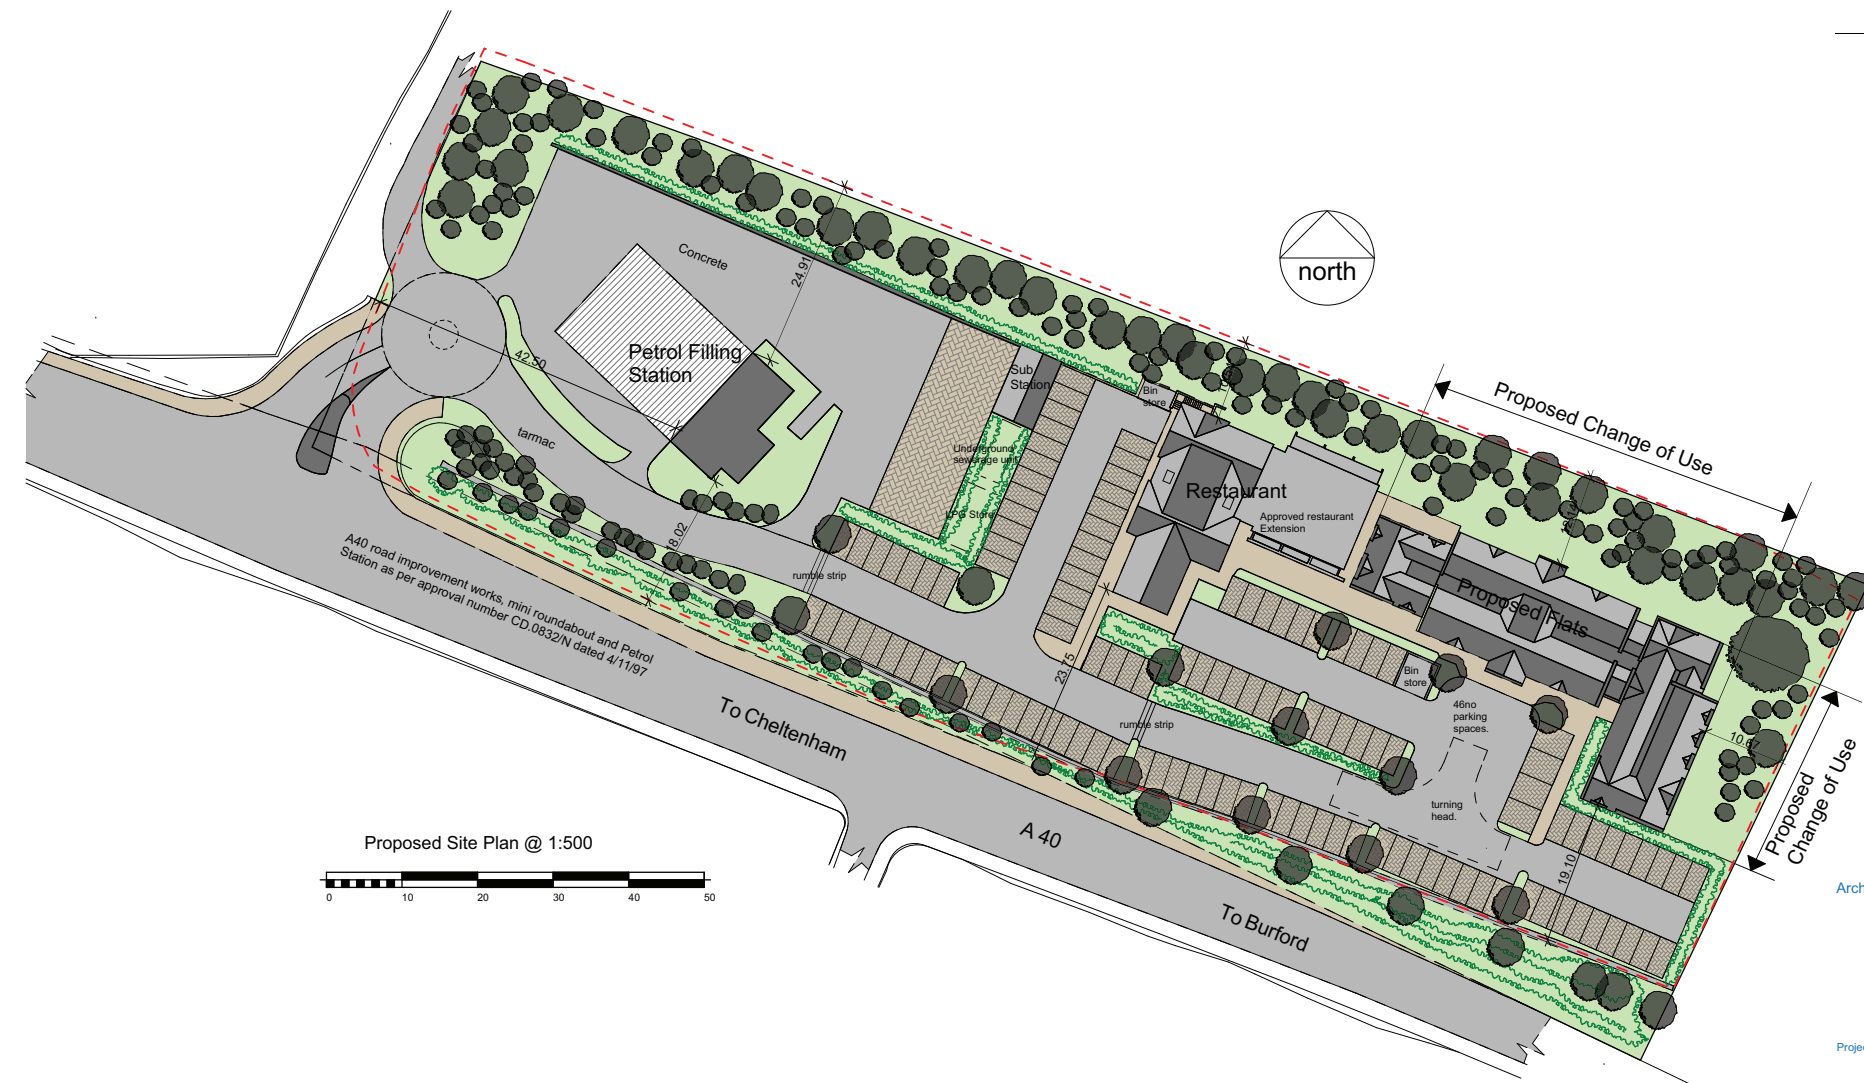 Concrete
24.91
north
Petrol Filling
Station
42.50
tarmac
Sub
Station
Bin
store
Proposed Change of Use
Underground
sewerage unit
LPG Store
Restaurant
Approved restaurant
Extension
18.02
rumble strip
Proposed Flats
A40 road improvement works, mini roundabout and Petrol
Station as per approval number CD.0832/N dated 4/11/97
23.75
Bin
store
46no
parking
spaces.
rumble strip
10.67
Proposed
Change of Use
To Cheltenham
turning
head.
A 40
19.10
To Burford
Proposed Site Plan @ 1:500
0 10 20 30 40 50
Arch
Projec